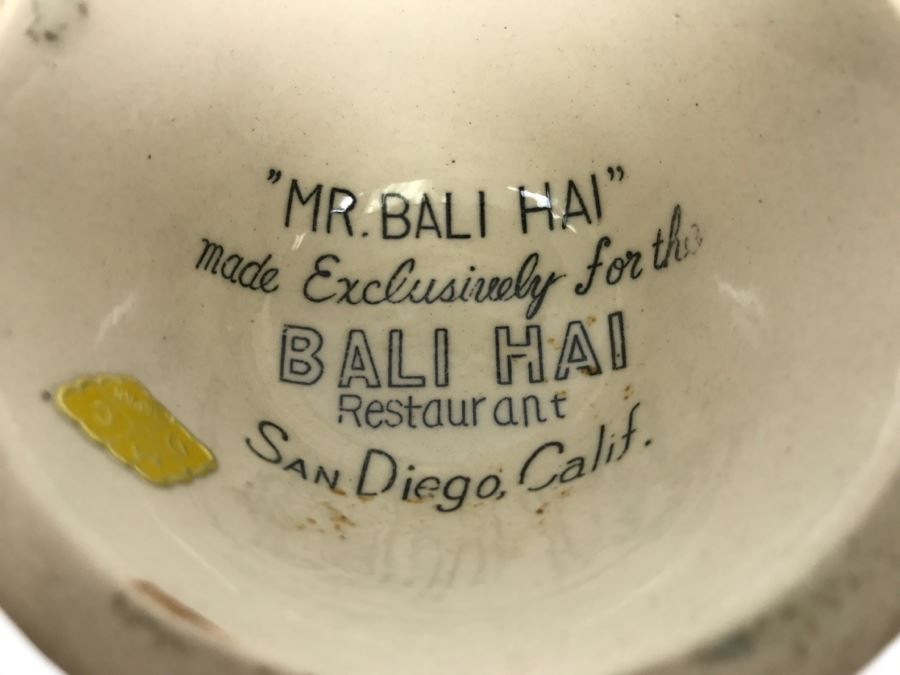 "MR. BALI HAI"
made Exclusively for the
BALI HAI
Restaurant
San Diego, Calif.